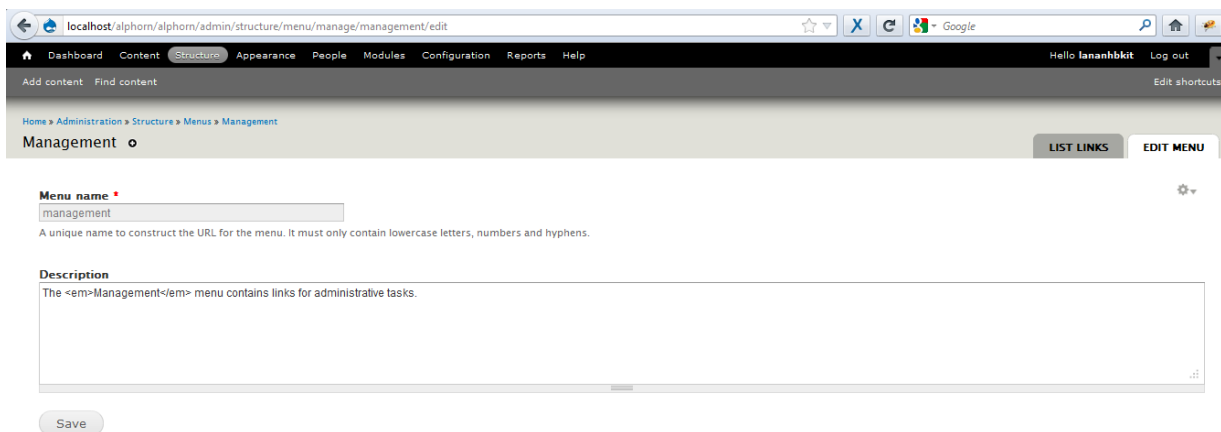 localhost/alphorn/alphorn/admin/structure/menu/manage/management/edit
Google
Dashboard Content Structure Appearance People Modules Configuration Reports Help Hello lananhbkit Log out
Add content Find content Edit shortcuts
Home » Administration » Structure » Menus » Management
Management
LIST LINKS EDIT MENU
Menu name *
management
A unique name to construct the URL for the menu. It must only contain lowercase letters, numbers and hyphens.
Description
The <em>Management</em> menu contains links for administrative tasks.
Save